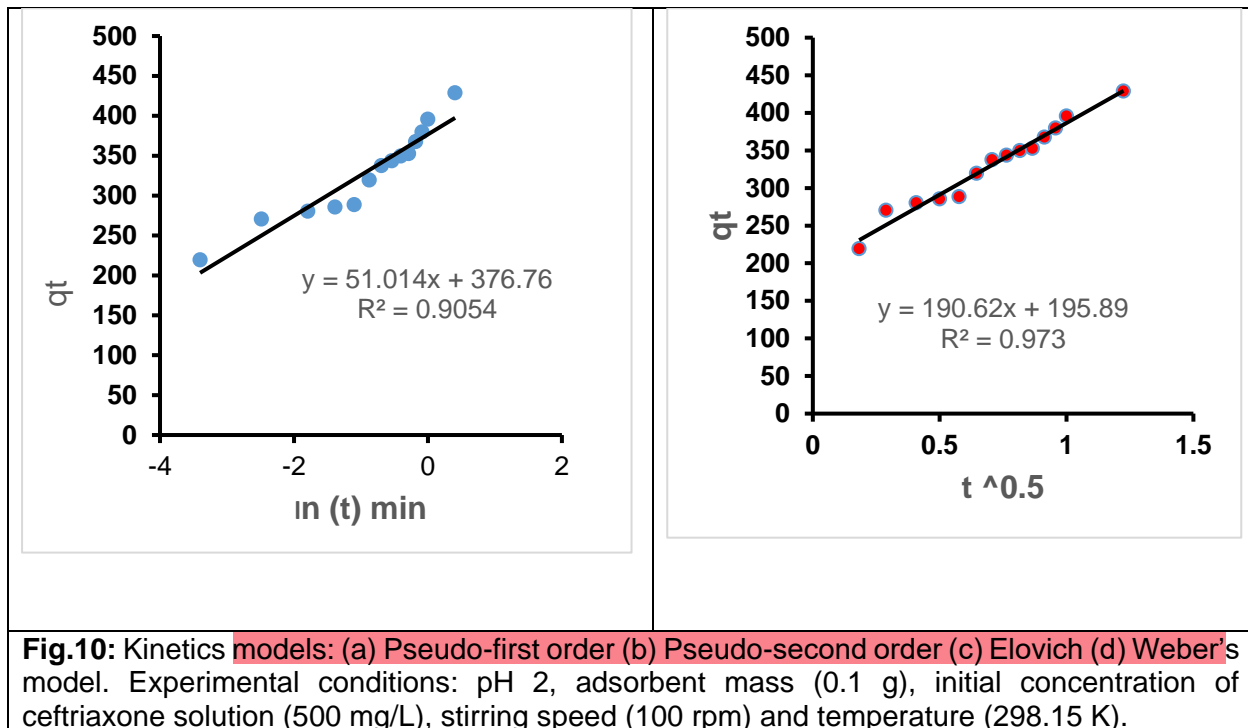 500
450
400
350
300
250
200
150
100
50
0
-4 -2 0 2
qt
ln (t) min
y = 51.014x + 376.76
R² = 0.9054
500
450
400
350
300
250
200
150
100
50
0
0 0.5 1 1.5
qt
t ^0.5
y = 190.62x + 195.89
R² = 0.973
Fig.10: Kinetics models: (a) Pseudo-first order (b) Pseudo-second order (c) Elovich (d) Weber’s
model. Experimental conditions: pH 2, adsorbent mass (0.1 g), initial concentration of
ceftriaxone solution (500 mg/L), stirring speed (100 rpm) and temperature (298.15 K).